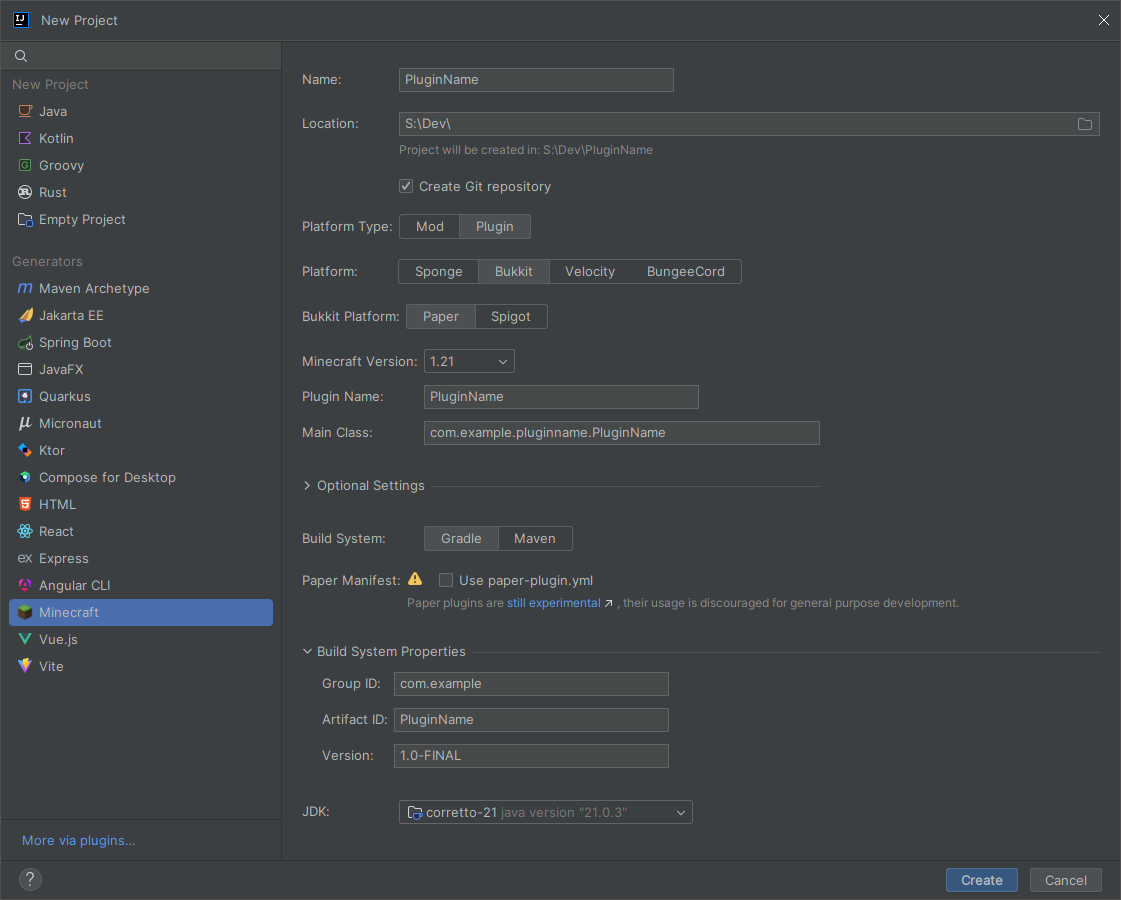 New Project
New Project
Java
Kotlin
Groovy
Rust
Empty Project
Generators
Maven Archetype
Jakarta EE
Spring Boot
JavaFX
Quarkus
Micronaut
Ktor
Compose for Desktop
HTML
React
Express
Angular CLI
Minecraft
Vue.js
Vite
More via plugins...
Name: PluginName
Location: S:\Dev\
Project will be created in: S:\Dev\PluginName
Create Git repository
Platform Type: Mod Plugin
Platform: Sponge Bukkit Velocity BungeeCord
Bukkit Platform: Paper Spigot
Minecraft Version: 1.21
Plugin Name: PluginName
Main Class: com.example.pluginname.PluginName
Optional Settings
Build System: Gradle Maven
Paper Manifest: Use paper-plugin.yml
Paper plugins are still experimental ↗ , their usage is discouraged for general purpose development.
Build System Properties
Group ID: com.example
Artifact ID: PluginName
Version: 1.0-FINAL
JDK: corretto-21 java version "21.0.3"
? Create Cancel